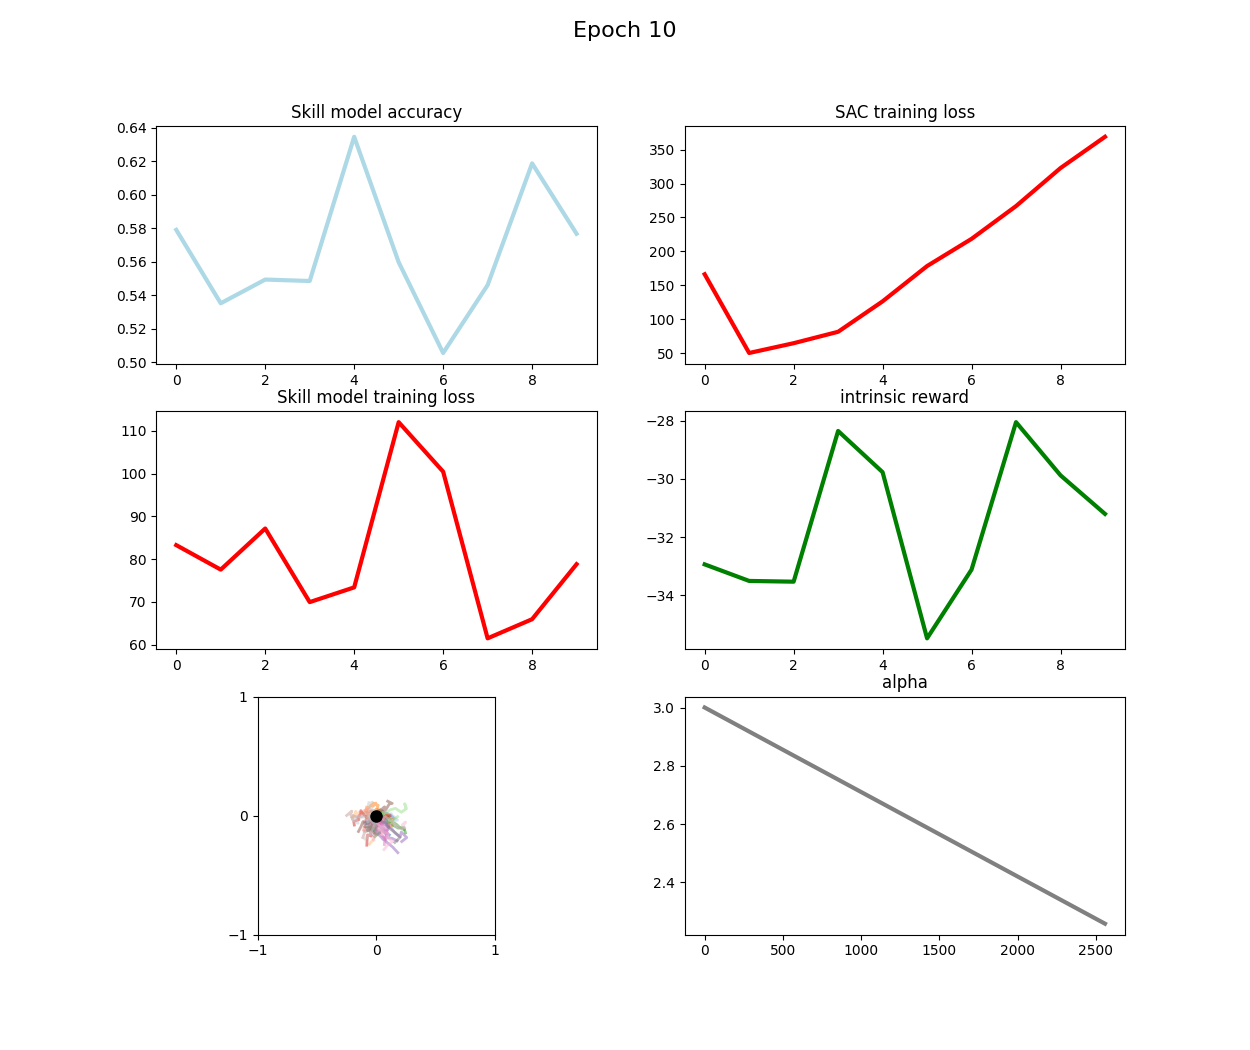 Epoch 10
Skill model accuracy
0.64
0.62
0.60
0.58
0.56
0.54
0.52
0.50
0 2 4 6 8
SAC training loss
350
300
250
200
150
100
50
0 2 4 6 8
Skill model training loss
110
100
90
80
70
60
0 2 4 6 8
intrinsic reward
−28
−30
−32
−34
0 2 4 6 8
1
0
−1
−1 0 1
alpha
3.0
2.8
2.6
2.4
0 500 1000 1500 2000 2500